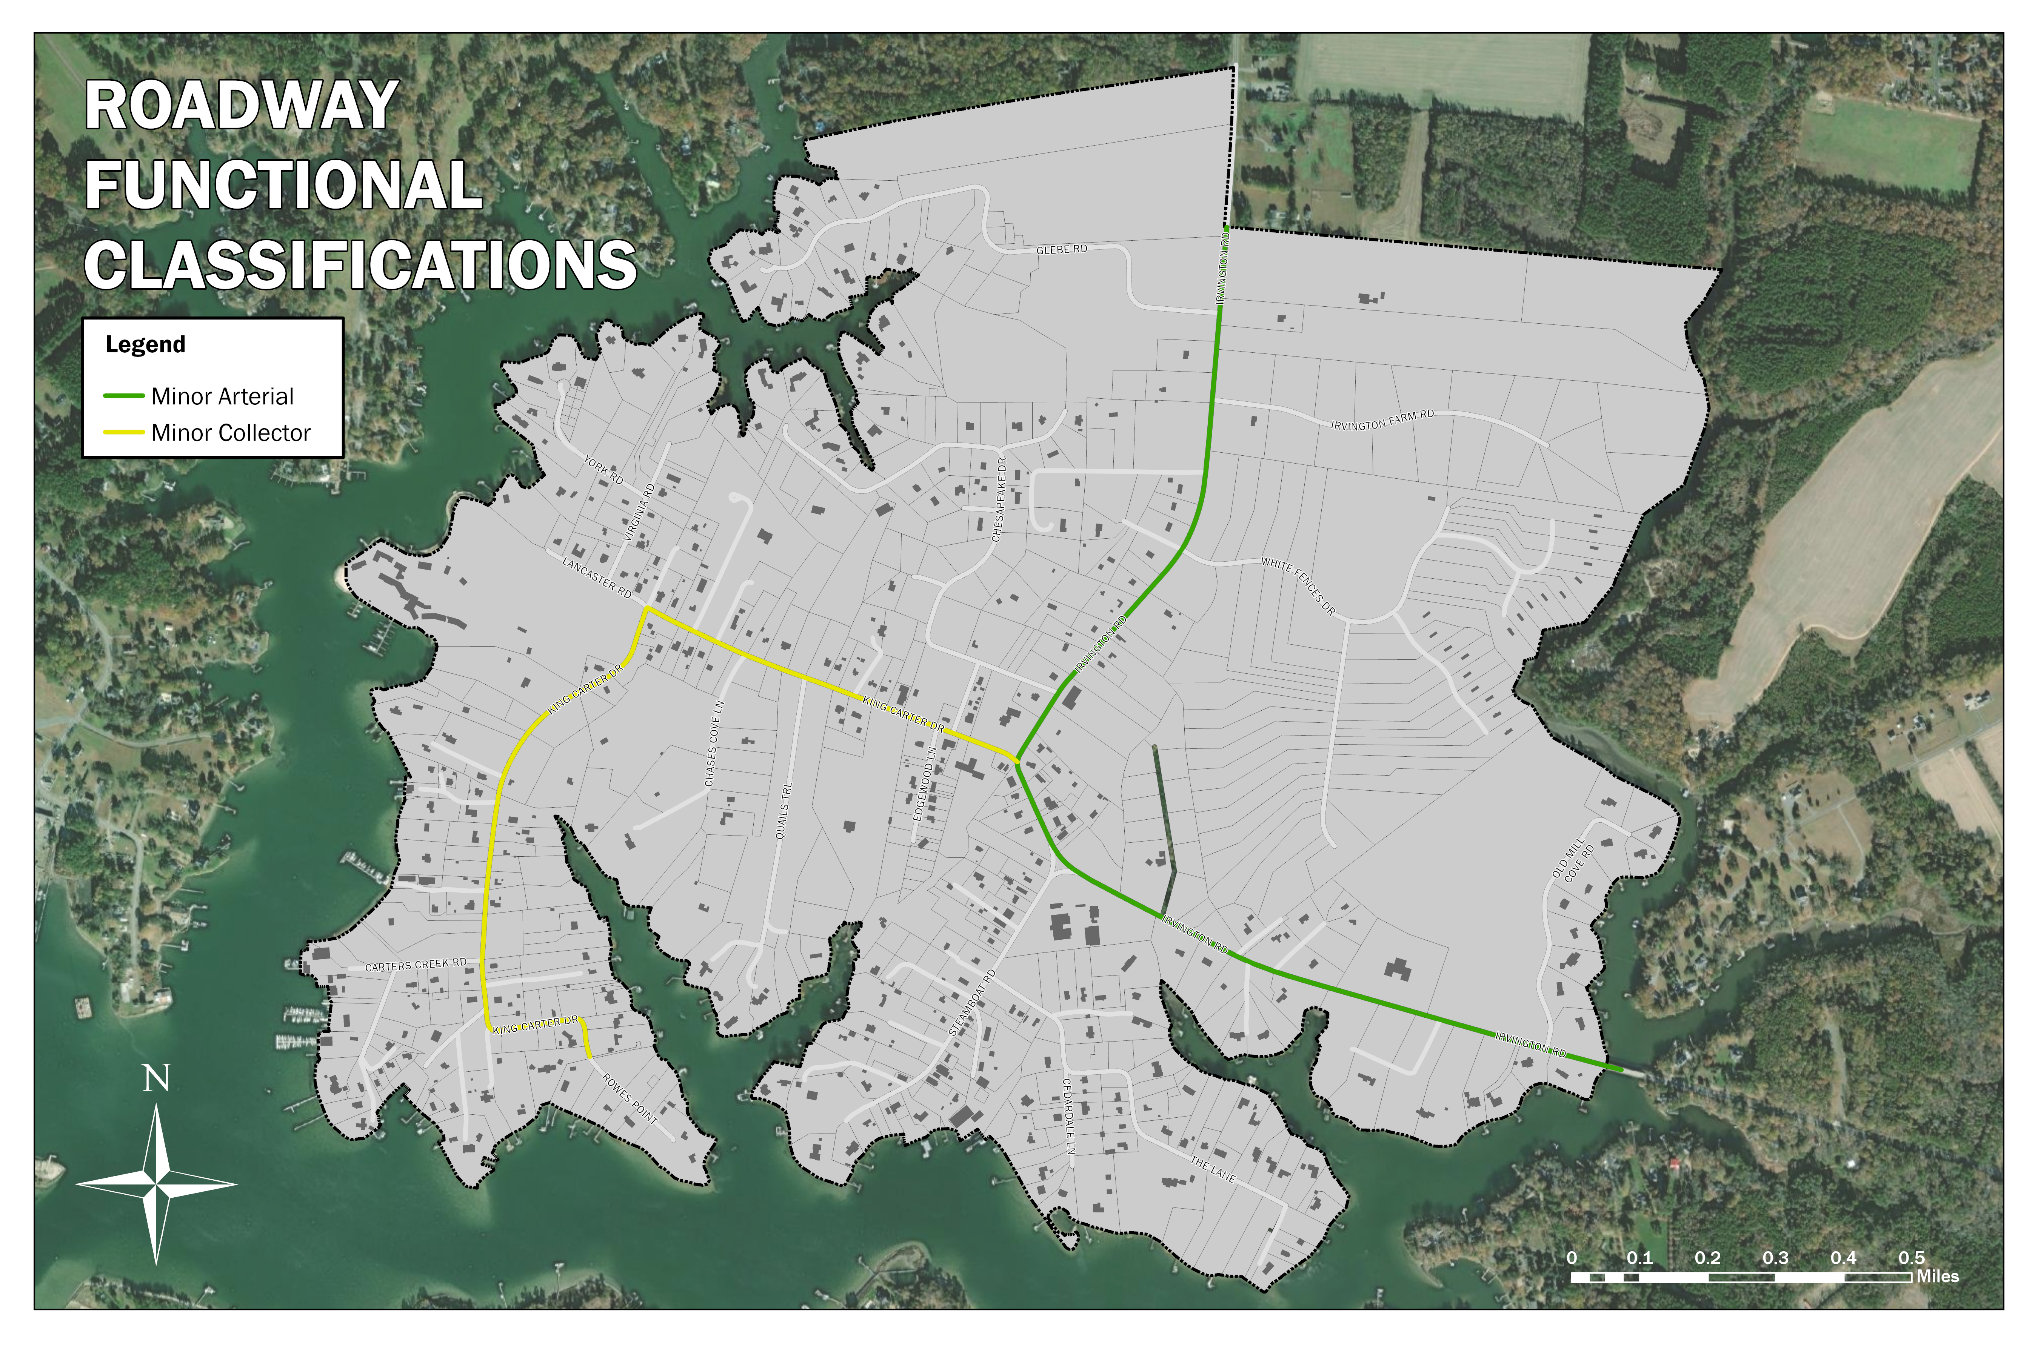 ROADWAY
FUNCTIONAL
CLASSIFICATIONS
Legend
Minor Arterial
Minor Collector
GLEBE RD
IRVINGTON RD
IRVINGTON FARM RD
YORK RD
VIRGINIA RD
CHESAPEAKE DR
LANCASTER RD
WHITE FENCES DR
IRVINGTON RD
KING CARTER DR
KING CARTER DR
CHASES COVE LN
EDGEWOOD LN
QUAILS TRL
OLD MILL
COVE RD
IRVINGTON RD
CARTERS CREEK RD
STEAMBOAT RD
KING CARTER DR
IRVINGTON RD
ROWES POINT
CEDARDALE LN
THE LANE
N
0 0.1 0.2 0.3 0.4 0.5
Miles